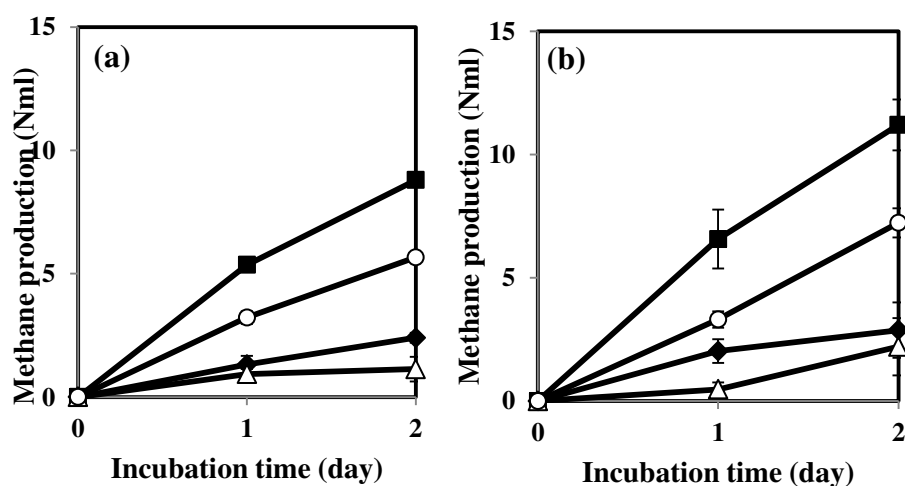 (a)
Methane production (Nml)
15
10
5
0
0 1 2
Incubation time (day)
(b)
Methane production (Nml)
15
10
5
0
0 1 2
Incubation time (day)